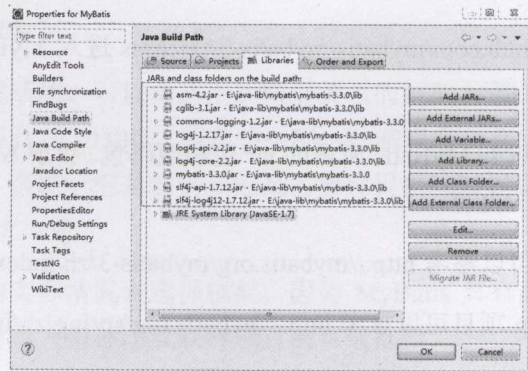 Properties for MyBatis
type filter text
Resource
AnyEdit Tools
Builders
File synchronization
FindBugs
Java Build Path
Java Code Style
Java Compiler
Java Editor
Javadoc Location
Project Facets
Project References
PropertiesEditor
Run/Debug Settings
Task Repository
Task Tags
TestNG
Validation
WikiText
Java Build Path
Source Projects Libraries Order and Export
JARs and class folders on the build path:
asm-4.2.jar - E:\java-lib\mybatis\mybatis-3.3.0\lib
cglib-3.1.jar - E:\java-lib\mybatis\mybatis-3.3.0\lib
commons-logging-1.2.jar - E:\java-lib\mybatis\mybatis-3.3.0
log4j-1.2.17.jar - E:\java-lib\mybatis\mybatis-3.3.0\lib
log4j-api-2.2.jar - E:\java-lib\mybatis\mybatis-3.3.0\lib
log4j-core-2.2.jar - E:\java-lib\mybatis\mybatis-3.3.0\lib
mybatis-3.3.0.jar - E:\java-lib\mybatis\mybatis-3.3.0
slf4j-api-1.7.12.jar - E:\java-lib\mybatis\mybatis-3.3.0\lib
slf4j-log4j12-1.7.12.jar - E:\java-lib\mybatis\mybatis-3.3.0\lib
JRE System Library [JavaSE-1.7]
Add JARs...
Add External JARs...
Add Variable...
Add Library...
Add Class Folder...
Add External Class Folder...
Edit...
Remove
Migrate JAR File...
OK Cancel